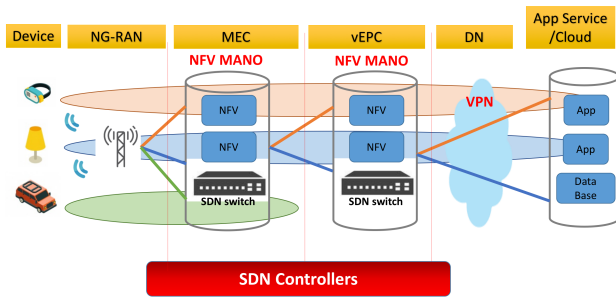 Device
NG-RAN
MEC
vEPC
DN
App Service
/Cloud
NFV MANO
NFV MANO
NFV
NFV
VPN
App
NFV
NFV
App
SDN switch
SDN switch
Data
Base
SDN Controllers